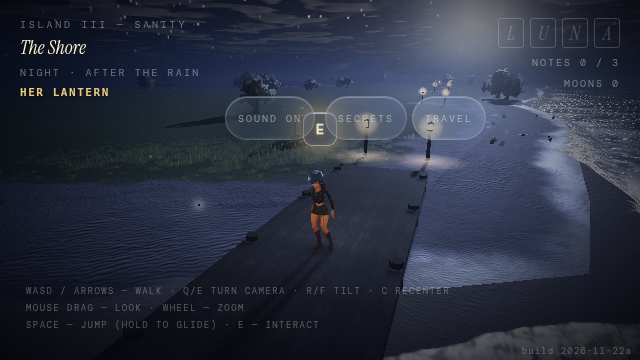 ISLAND III — SANITY
The Shore
NIGHT · AFTER THE RAIN
HER LANTERN
L U N A
NOTES 0 / 3
MOONS 0
SOUND ON
SECRETS
TRAVEL
E
WASD / ARROWS — WALK · Q/E TURN CAMERA · R/F TILT · C RECENTER
MOUSE DRAG — LOOK · WHEEL — ZOOM
SPACE — JUMP (HOLD TO GLIDE) · E — INTERACT
build 2026-11-22a